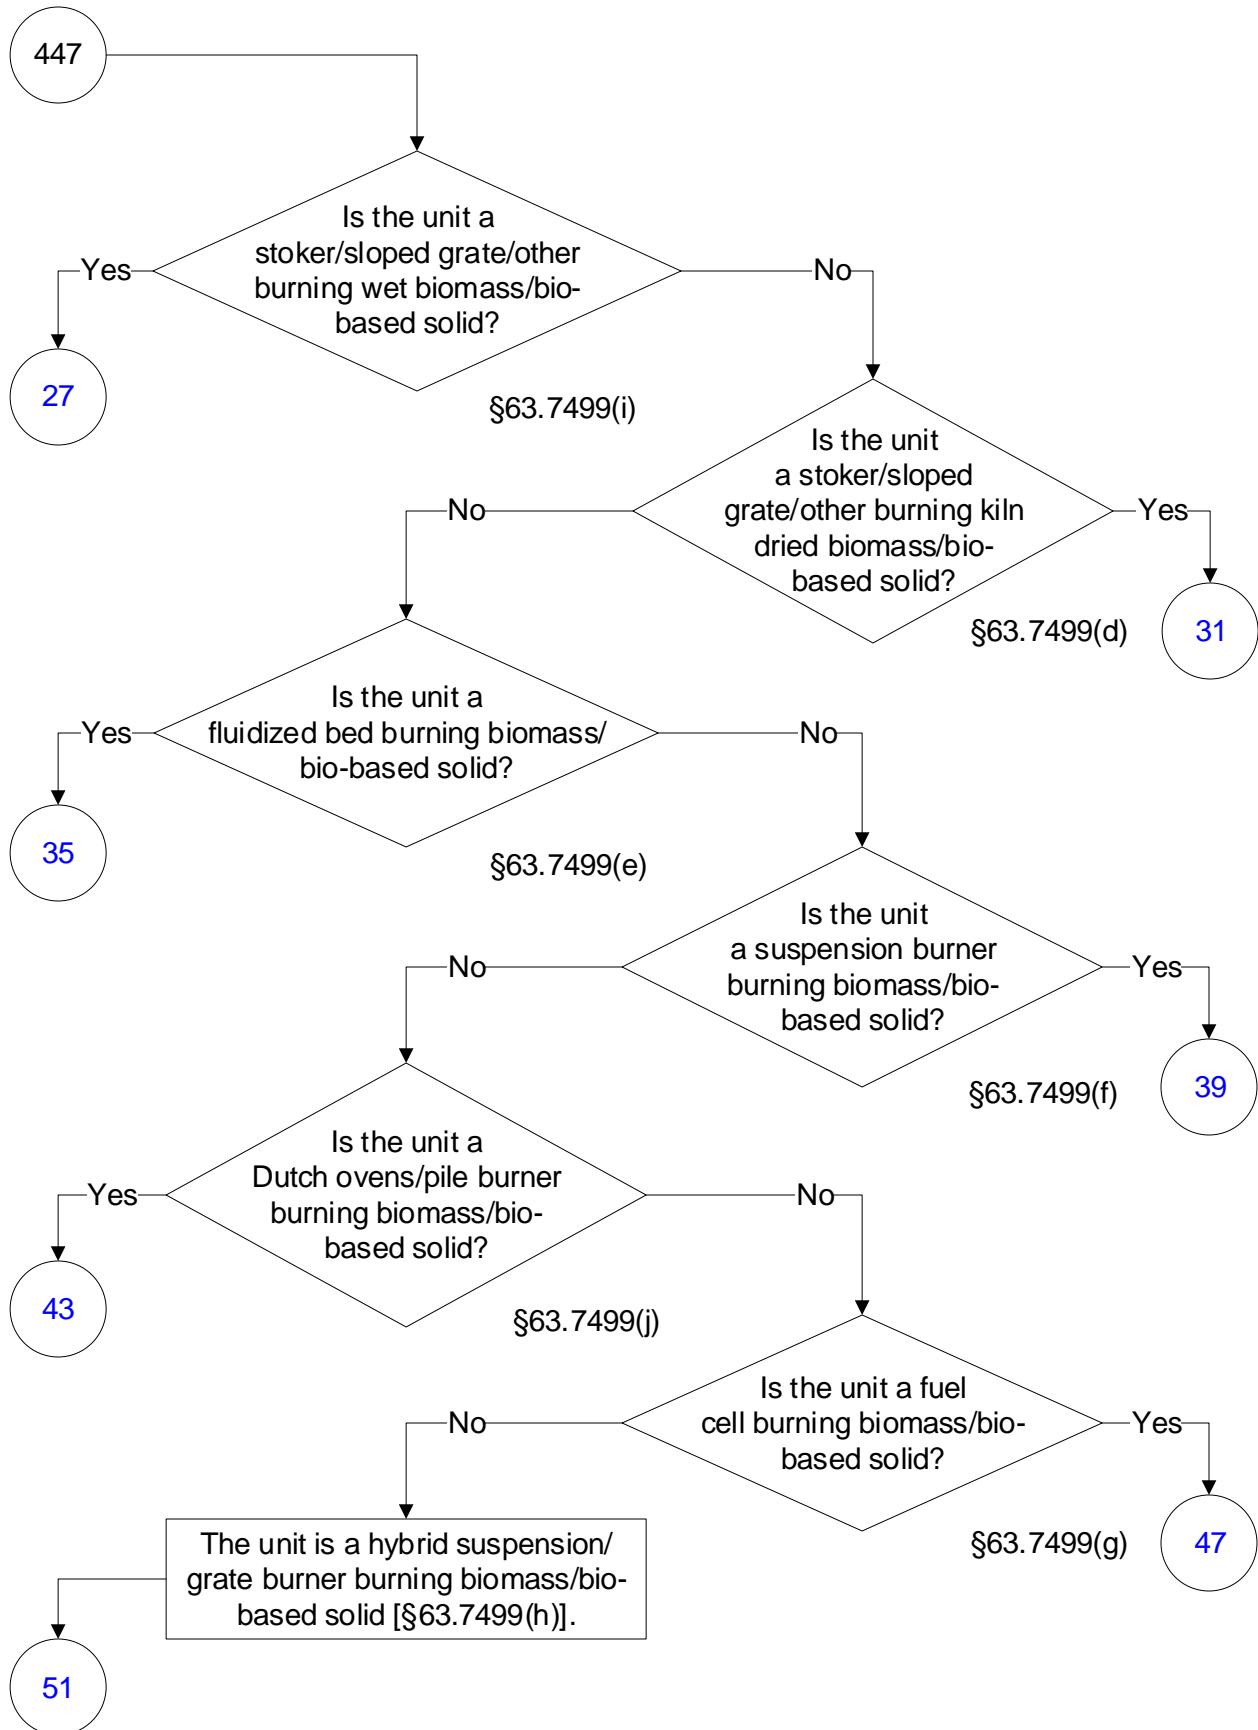 447
Is the unit a
stoker/sloped grate/other
burning wet biomass/bio-
based solid?
Yes
No
27
§63.7499(i)
Is the unit
a stoker/sloped
grate/other burning kiln
dried biomass/bio-
based solid?
No
Yes
§63.7499(d)
31
Is the unit a
fluidized bed burning biomass/
bio-based solid?
Yes
No
35
§63.7499(e)
Is the unit
a suspension burner
burning biomass/bio-
based solid?
No
Yes
§63.7499(f)
39
Is the unit a
Dutch ovens/pile burner
burning biomass/bio-
based solid?
Yes
No
43
§63.7499(j)
Is the unit a fuel
cell burning biomass/bio-
based solid?
No
Yes
§63.7499(g)
47
The unit is a hybrid suspension/
grate burner burning biomass/bio-
based solid [§63.7499(h)].
51